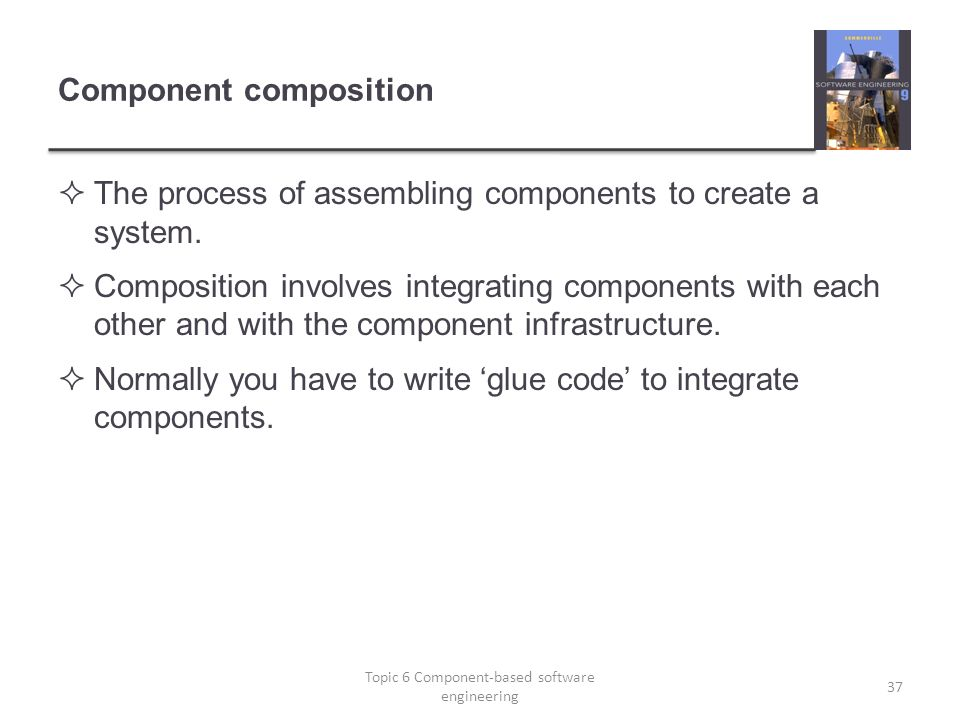 Component composition
SOMMERVILLE
SOFTWARE ENGINEERING
9
✧ The process of assembling components to create a
system.
✧ Composition involves integrating components with each
other and with the component infrastructure.
✧ Normally you have to write ‘glue code’ to integrate
components.
Topic 6 Component-based software
engineering
37